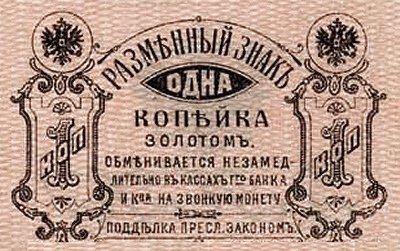 РАЗМѢННЫЙ ЗНАКЪ
ОДНА
КОПѢЙКА
ЗОЛОТОМЪ.
ОБМѢНИВАЕТСЯ НЕЗАМЕД-
ЛИТЕЛЬНО ВЪ КАССАХЪ ГГО БАНКА
И Кой НА ЗВОНКУЮ МОНЕТУ
ПОДДѢЛКА ПРЕСЛ. ЗАКОНОМЪ.
1 КОП
1 КОП